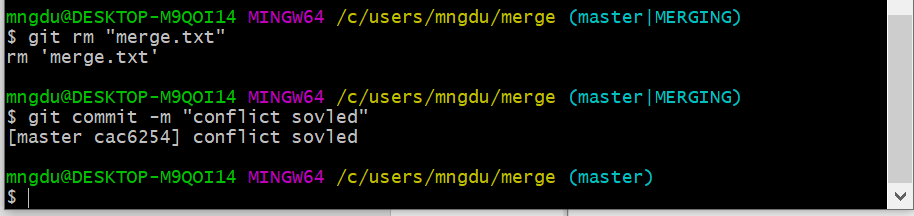 mngdu@DESKTOP-M9QOI14 MINGW64 /c/users/mngdu/merge (master|MERGING)
$ git rm "merge.txt"
rm 'merge.txt'
mngdu@DESKTOP-M9QOI14 MINGW64 /c/users/mngdu/merge (master|MERGING)
$ git commit -m "conflict sovled"
[master cac6254] conflict sovled
mngdu@DESKTOP-M9QOI14 MINGW64 /c/users/mngdu/merge (master)
$